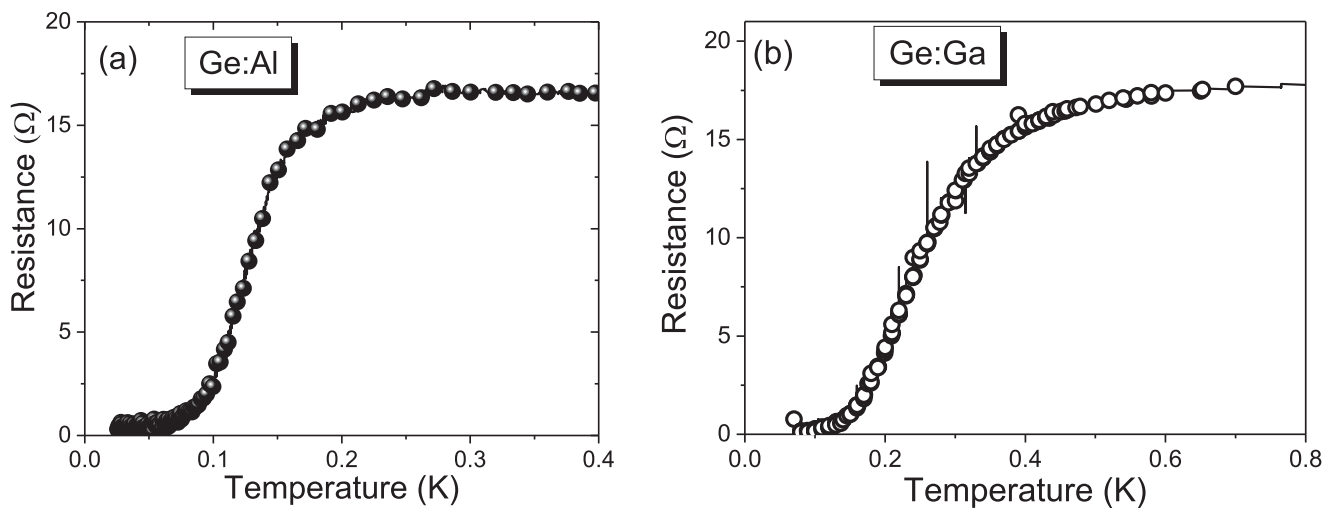 (a)
Ge:Al
Resistance (Ω)
20
15
10
5
0
0.0 0.1 0.2 0.3 0.4
Temperature (K)
(b)
Ge:Ga
Resistance (Ω)
20
15
10
5
0
0.0 0.2 0.4 0.6 0.8
Temperature (K)